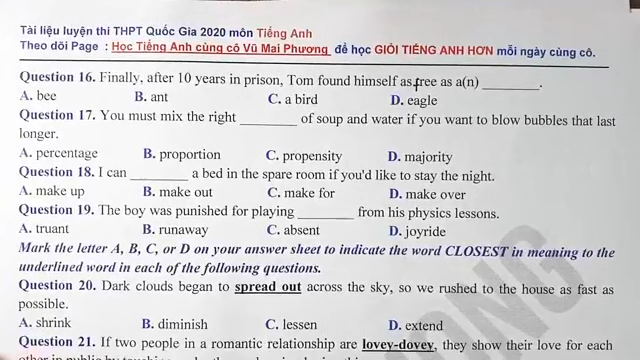 Tài liệu luyện thi THPT Quốc Gia 2020 môn Tiếng Anh
Theo dõi Page : Học Tiếng Anh cùng cô Vũ Mai Phương để học GIỎI TIẾNG ANH HƠN mỗi ngày cùng cô.
Question 16. Finally, after 10 years in prison, Tom found himself as free as a(n) ________.
A. bee B. ant C. a bird D. eagle
Question 17. You must mix the right ________ of soup and water if you want to blow bubbles that last
longer.
A. percentage B. proportion C. propensity D. majority
Question 18. I can ________ a bed in the spare room if you'd like to stay the night.
A. make up B. make out C. make for D. make over
Question 19. The boy was punished for playing ________ from his physics lessons.
A. truant B. runaway C. absent D. joyride
Mark the letter A, B, C, or D on your answer sheet to indicate the word CLOSEST in meaning to the
underlined word in each of the following questions.
Question 20. Dark clouds began to spread out across the sky, so we rushed to the house as fast as
possible.
A. shrink B. diminish C. lessen D. extend
Question 21. If two people in a romantic relationship are lovey-dovey, they show their love for each